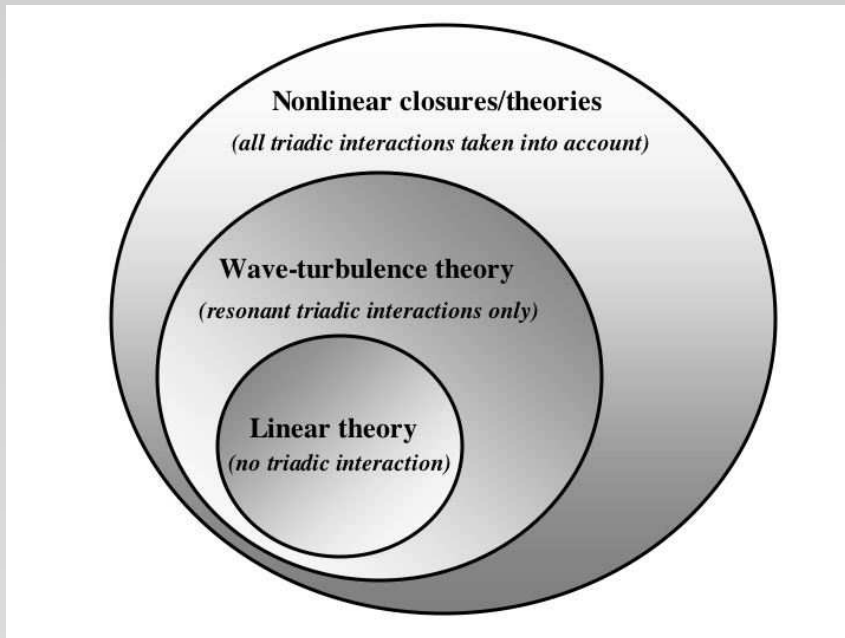 Nonlinear closures/theories
(all triadic interactions taken into account)
Wave-turbulence theory
(resonant triadic interactions only)
Linear theory
(no triadic interaction)